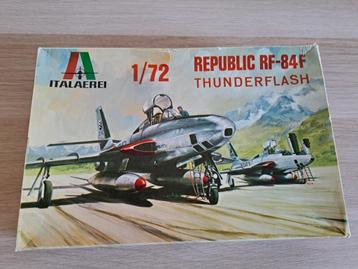 ITALAEREI
1/72
REPUBLIC RF-84F
THUNDERFLASH